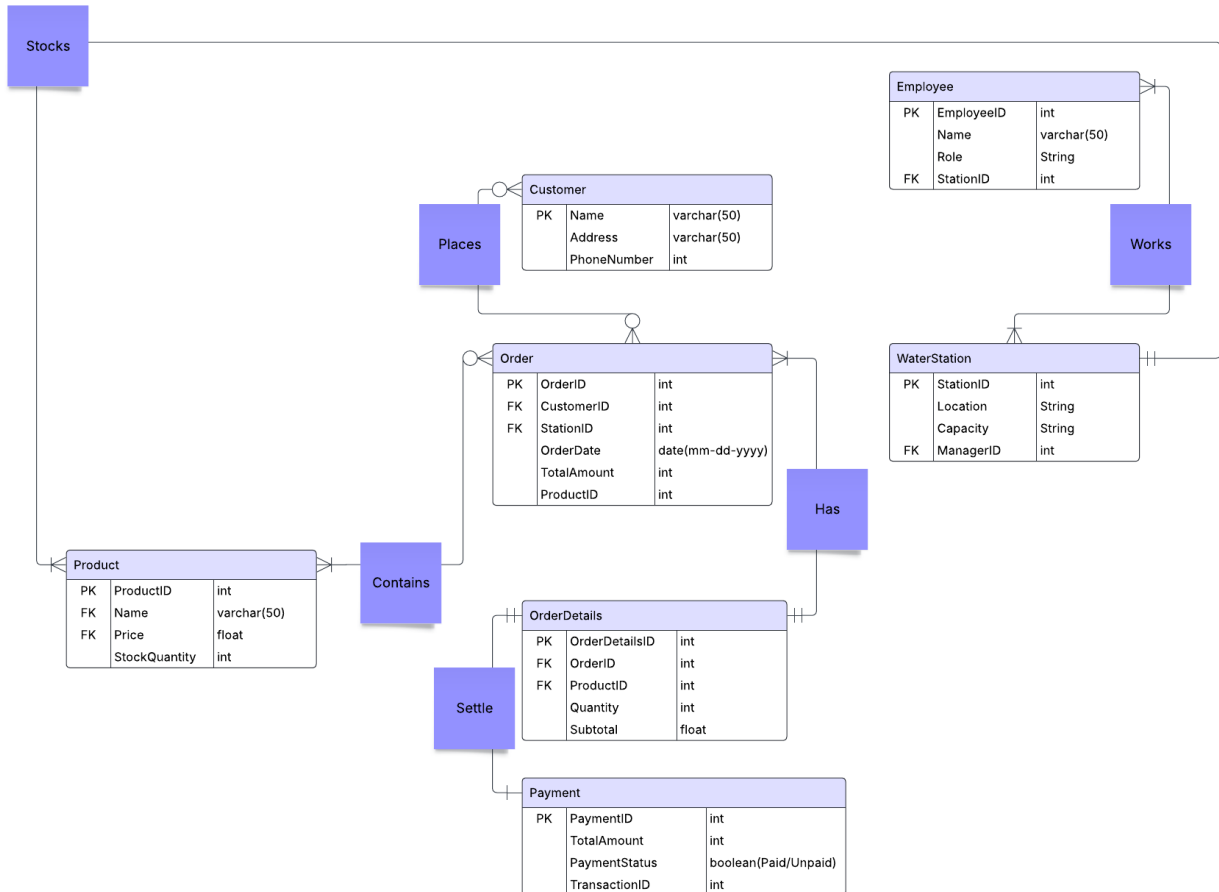 Stocks
Employee
PK EmployeeID int
Name varchar(50)
Role String
FK StationID int
Customer
PK Name varchar(50)
Address varchar(50)
PhoneNumber int
Places
Works
Order
PK OrderID int
FK CustomerID int
FK StationID int
OrderDate date(mm-dd-yyyy)
TotalAmount int
ProductID int
WaterStation
PK StationID int
Location String
Capacity String
FK ManagerID int
Has
Product
PK ProductID int
FK Name varchar(50)
FK Price float
StockQuantity int
Contains
OrderDetails
PK OrderDetailsID int
FK OrderID int
FK ProductID int
Quantity int
Subtotal float
Settle
Payment
PK PaymentID int
TotalAmount int
PaymentStatus boolean(Paid/Unpaid)
TransactionID int